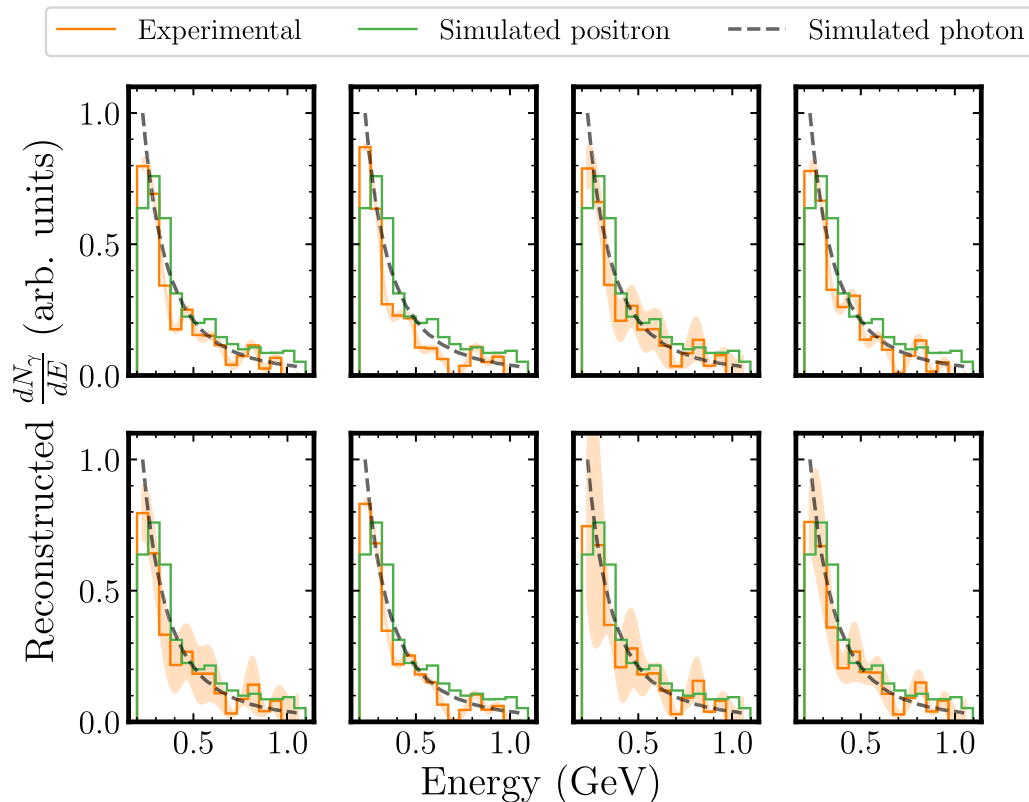 Experimental Simulated positron Simulated photon
Reconstructed dNγ/dE (arb. units)
1.0
0.5
0.0
1.0
0.5
0.0
0.5 1.0 0.5 1.0 0.5 1.0 0.5 1.0
Energy (GeV)